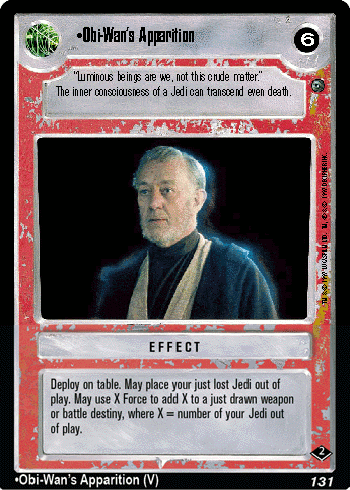 •Obi-Wan's Apparition
6
"Luminous beings are we, not this crude matter."
The inner consciousness of a Jedi can transcend even death.
EFFECT
Deploy on table. May place your just lost Jedi out of
play. May use X Force to add X to a just drawn weapon
or battle destiny, where X = number of your Jedi out
of play.
2
•Obi-Wan's Apparition (V)
131